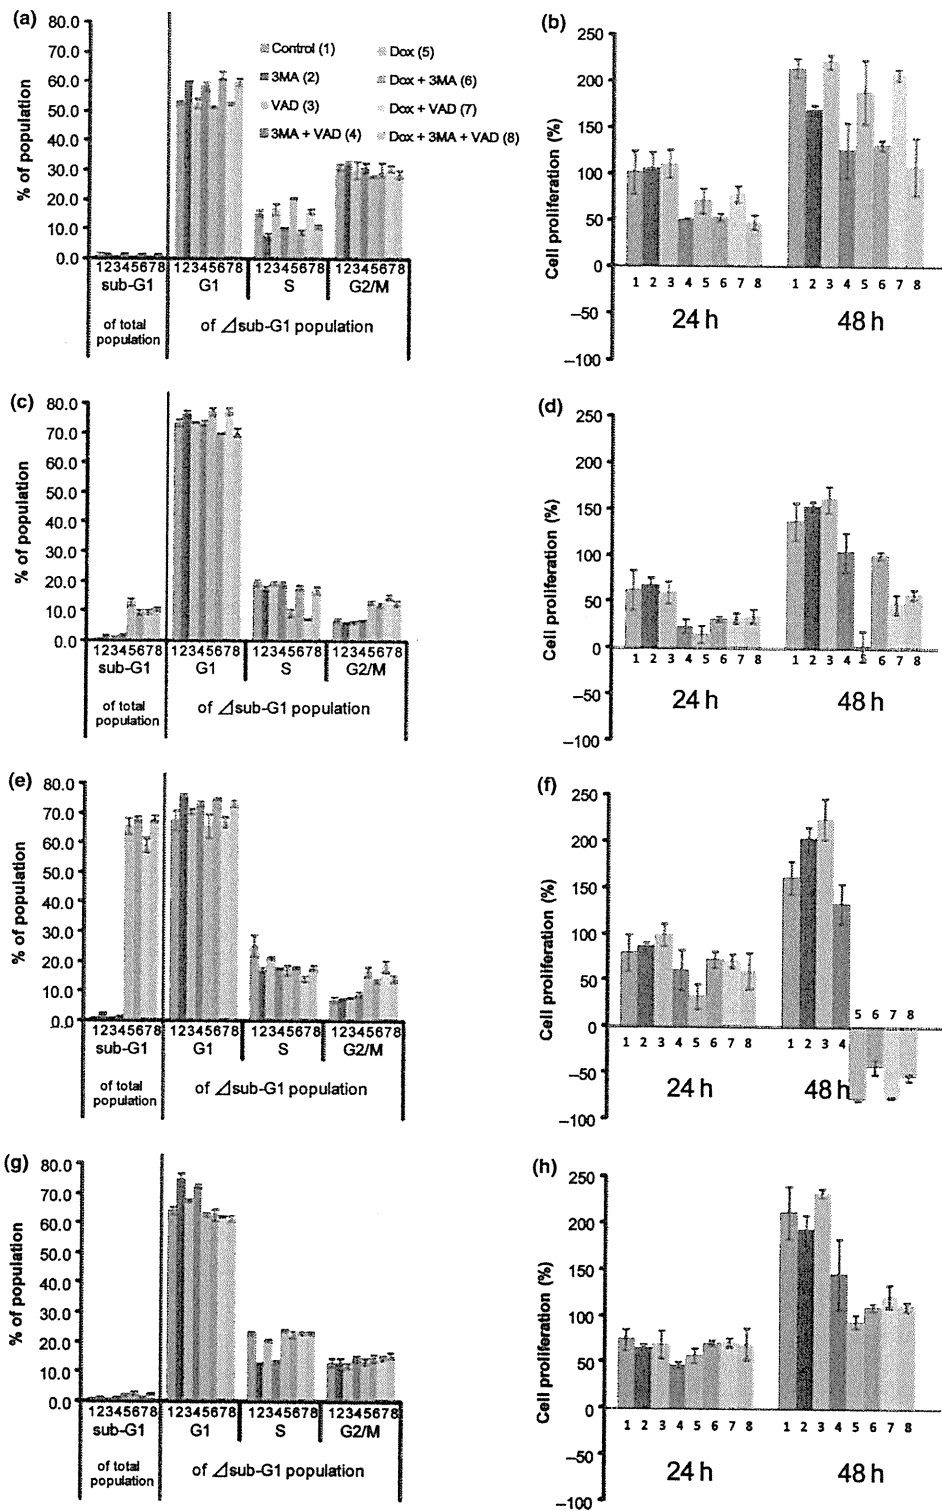 (a)
80.0
70.0
60.0
50.0
40.0
30.0
20.0
10.0
0.0
% of population
Control (1)
3MA (2)
VAD (3)
3MA + VAD (4)
Dox (5)
Dox + 3MA (6)
Dox + VAD (7)
Dox + 3MA + VAD (8)
12345678 12345678 12345678 12345678
sub-G1 G1 S G2/M
of total population
of ⊿sub-G1 population
(b)
250
200
150
100
50
0
−50
−100
Cell proliferation (%)
1 2 3 4 5 6 7 8 1 2 3 4 5 6 7 8
24 h 48 h
(c)
80.0
70.0
60.0
50.0
40.0
30.0
20.0
10.0
0.0
% of population
12345678 12345678 12345678 12345678
sub-G1 G1 S G2/M
of total population
of ⊿sub-G1 population
(d)
250
200
150
100
50
0
−50
−100
Cell proliferation (%)
1 2 3 4 5 6 7 8 1 2 3 4 5 6 7 8
24 h 48 h
(e)
80.0
70.0
60.0
50.0
40.0
30.0
20.0
10.0
0.0
% of population
12345678 12345678 12345678 12345678
sub-G1 G1 S G2/M
of total population
of ⊿sub-G1 population
(f)
250
200
150
100
50
0
−50
−100
Cell proliferation (%)
5 6 7 8
1 2 3 4 5 6 7 8 1 2 3 4
24 h 48 h
(g)
80.0
70.0
60.0
50.0
40.0
30.0
20.0
10.0
0.0
% of population
12345678 12345678 12345678 12345678
sub-G1 G1 S G2/M
of total population
of ⊿sub-G1 population
(h)
250
200
150
100
50
0
−50
−100
Cell proliferation (%)
1 2 3 4 5 6 7 8 1 2 3 4 5 6 7 8
24 h 48 h